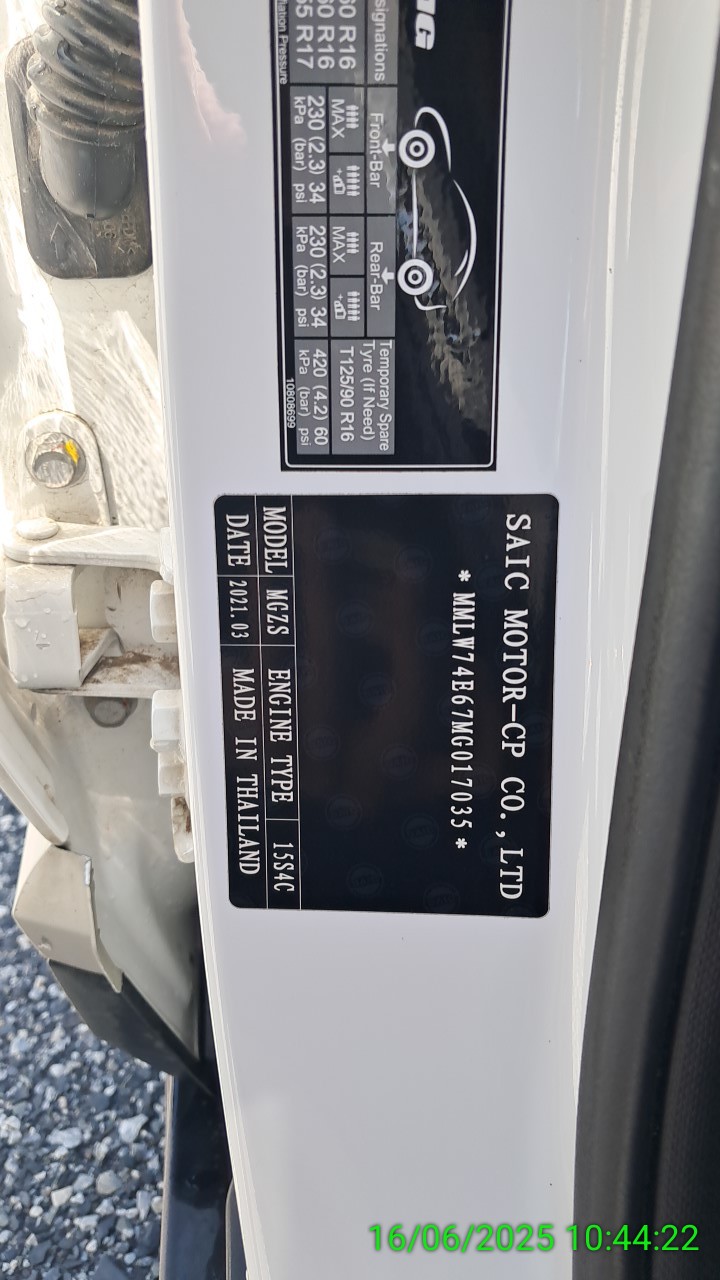 esignations
60 R16
60 R16
55 R17
lation Pressure
Front-Bar
MAX
230 (2.3) 34
kPa (bar) psi
Rear-Bar
MAX
230 (2.3) 34
kPa (bar) psi
Temporary Spare
Tyre (If Need)
T125/90 R16
420 (4.2) 60
kPa (bar) psi
10808699
SAIC MOTOR-CP CO.,LTD
* MMLW74E67MG017035 *
MODEL MGZS ENGINE TYPE 15S4C
DATE 2021.03 MADE IN THAILAND
16/06/2025 10:44:22